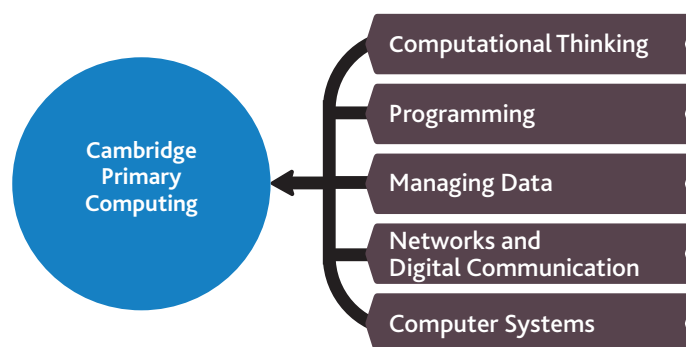 Cambridge
Primary
Computing
Computational Thinking
Programming
Managing Data
Networks and
Digital Communication
Computer Systems